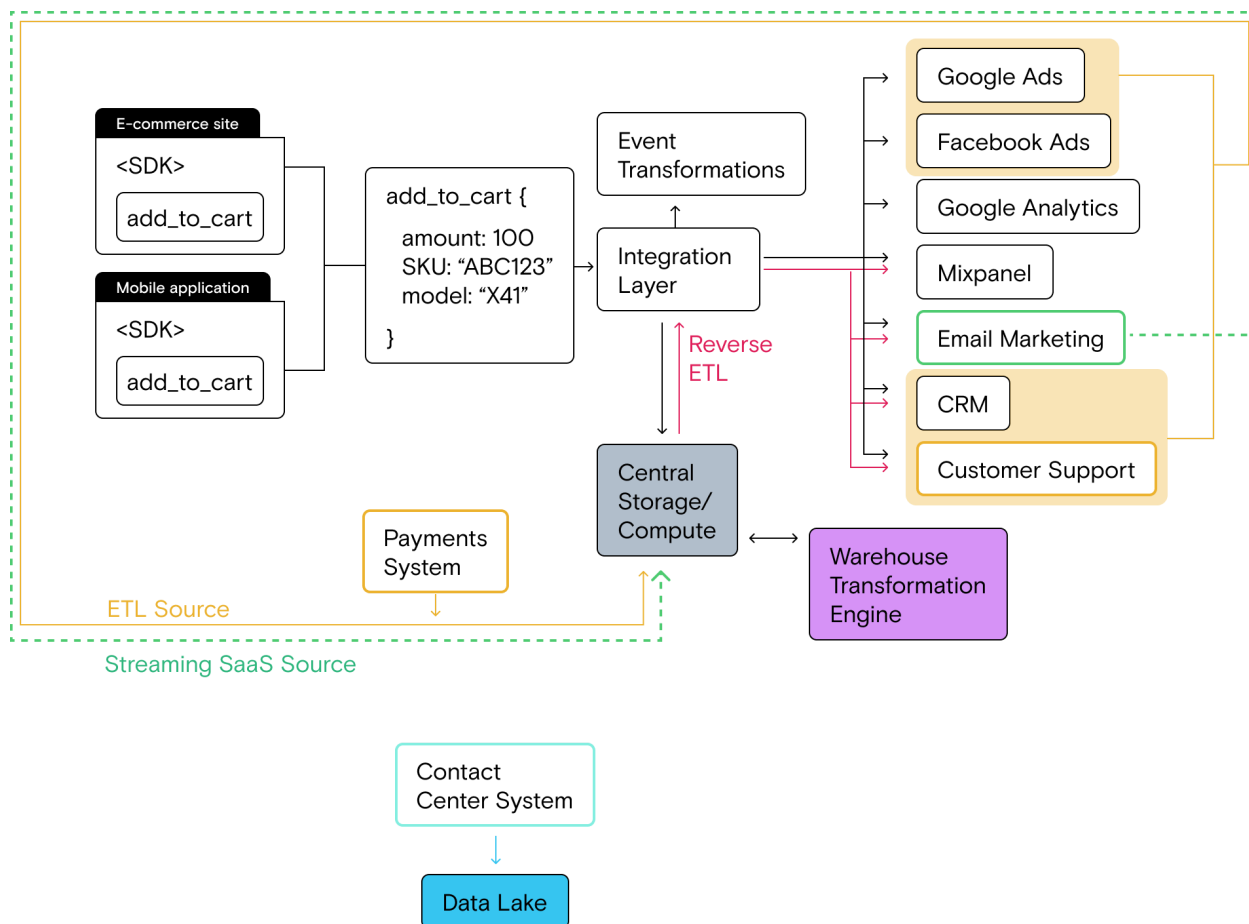 E-commerce site
<SDK>
add_to_cart
Mobile application
<SDK>
add_to_cart
add_to_cart {
amount: 100
SKU: “ABC123”
model: “X41”
}
Event
Transformations
Integration
Layer
Reverse
ETL
Central
Storage/
Compute
Warehouse
Transformation
Engine
Google Ads
Facebook Ads
Google Analytics
Mixpanel
Email Marketing
CRM
Customer Support
Payments
System
ETL Source
Streaming SaaS Source
Contact
Center System
Data Lake